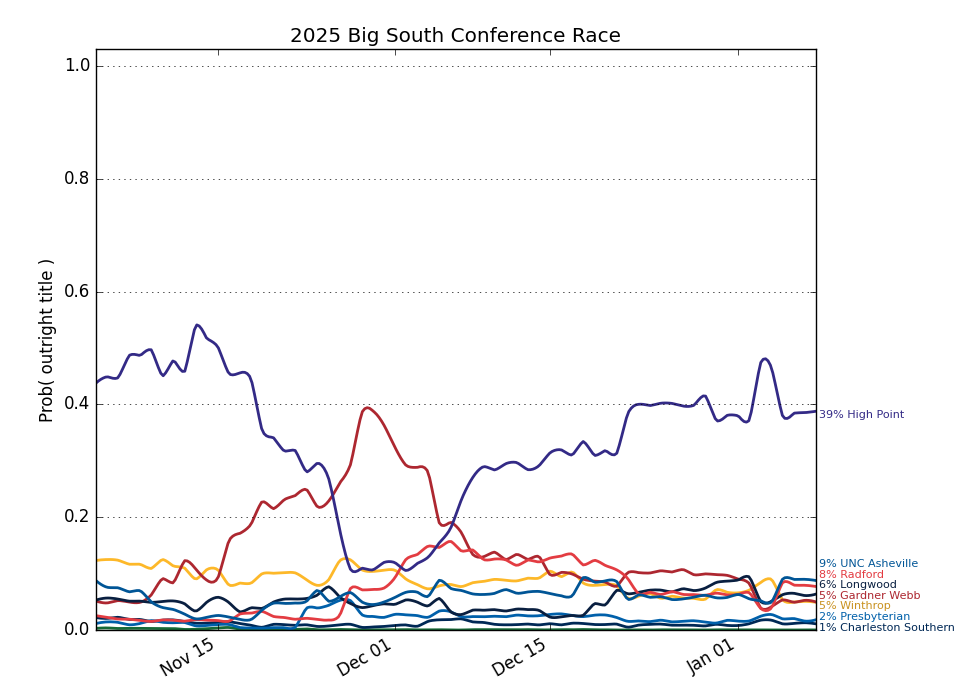 2025 Big South Conference Race
Prob( outright title )
1.0
0.8
0.6
0.4
0.2
0.0
Nov 15
Dec 01
Dec 15
Jan 01
39% High Point
9% UNC Asheville
8% Radford
6% Longwood
5% Gardner Webb
5% Winthrop
2% Presbyterian
1% Charleston Southern